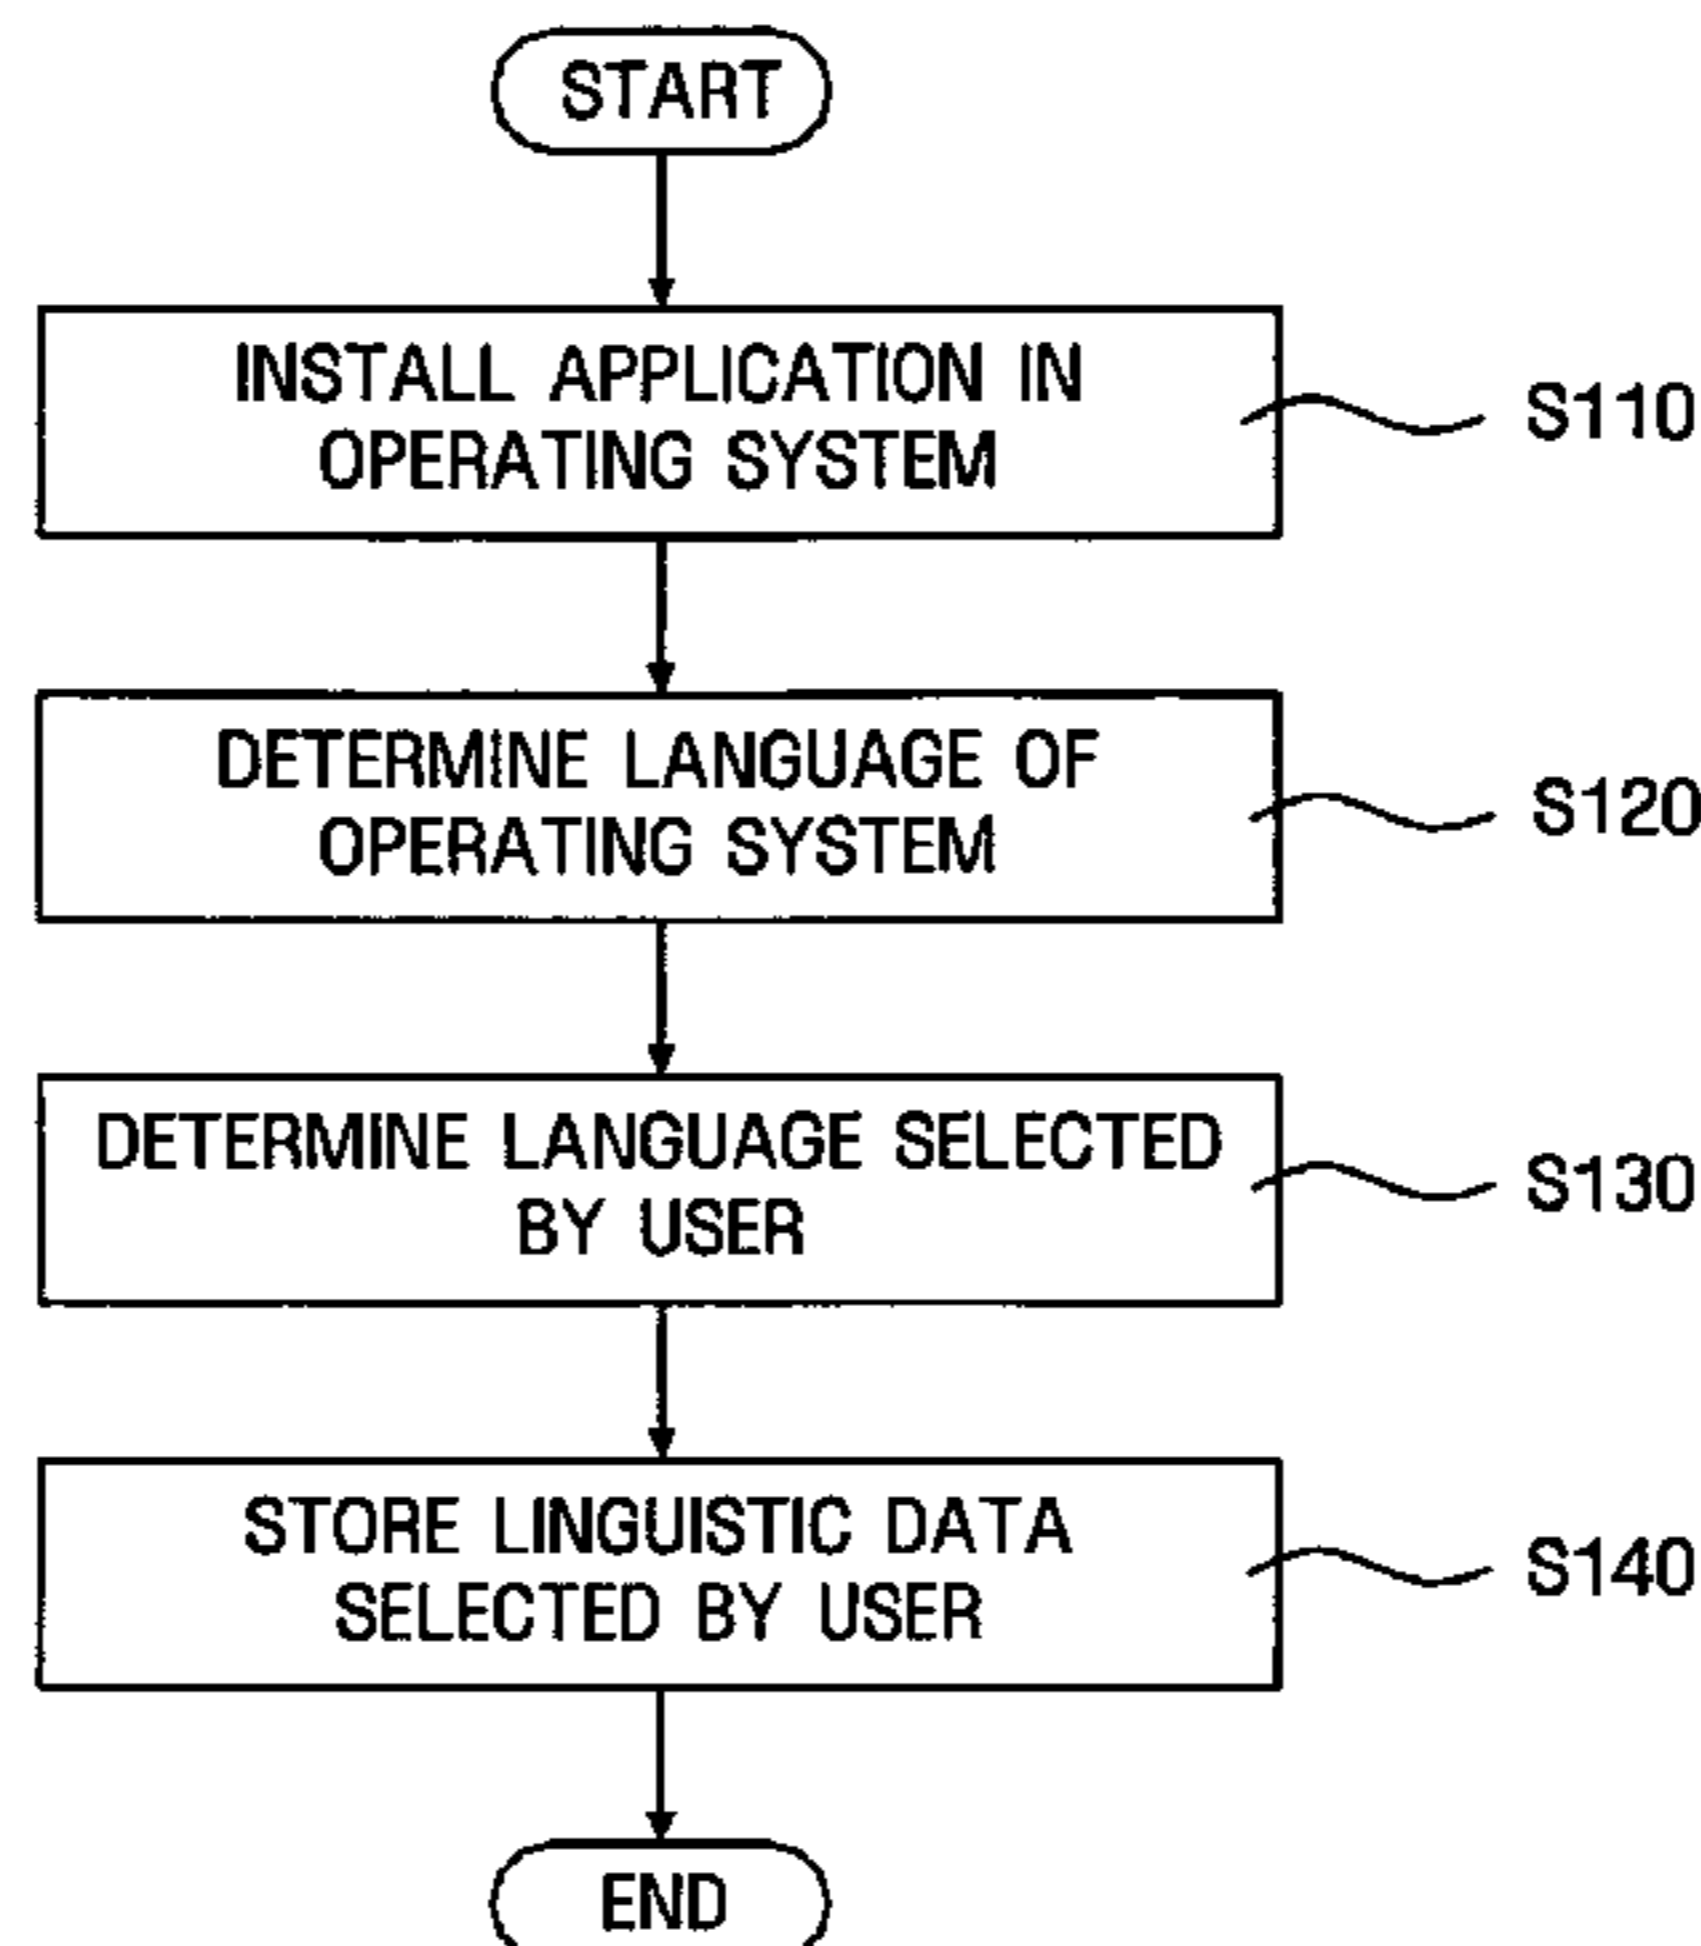 START
INSTALL APPLICATION IN
OPERATING SYSTEM
S110
DETERMINE LANGUAGE OF
OPERATING SYSTEM
S120
DETERMINE LANGUAGE SELECTED
BY USER
S130
STORE LINGUISTIC DATA
SELECTED BY USER
S140
END